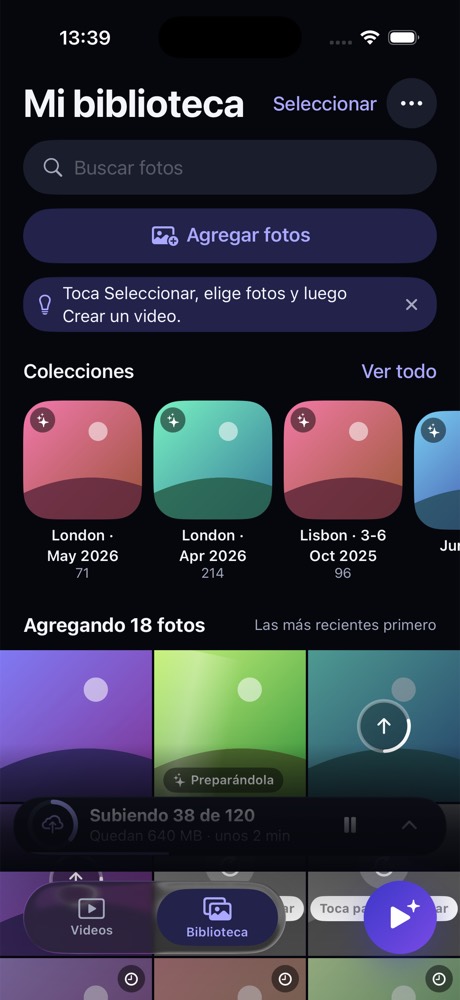 13:39
Mi biblioteca
Seleccionar
Buscar fotos
Agregar fotos
Toca Seleccionar, elige fotos y luego
Crear un video.
Colecciones
Ver todo
London ·
May 2026
71
London ·
Apr 2026
214
Lisbon · 3-6
Oct 2025
96
Jun
Agregando 18 fotos
Las más recientes primero
Preparándola
Subiendo 38 de 120
Quedan 640 MB · unos 2 min
Toca
Videos
Biblioteca